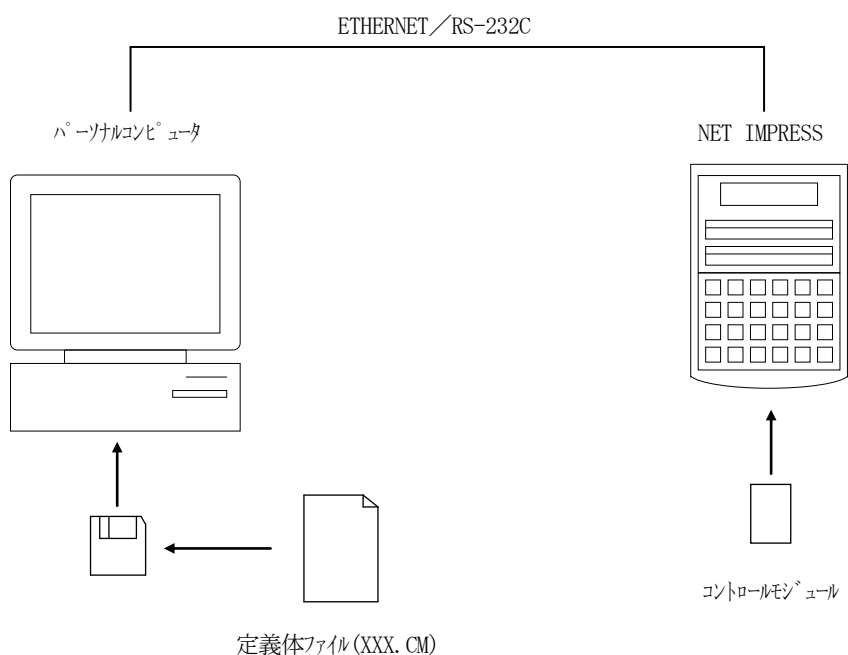 ETHERNET／RS-232C
ﾊﾟｰｿﾅﾙｺﾝﾋﾟｭｰﾀ
NET IMPRESS
ｺﾝﾄﾛｰﾙﾓｼﾞｭｰﾙ
定義体ﾌｧｲﾙ(XXX.CM)